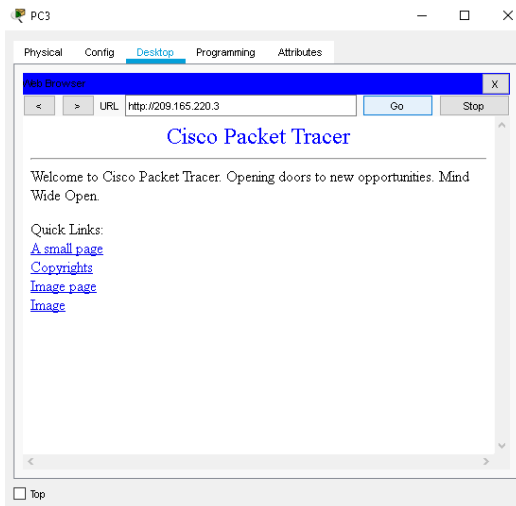 PC3
Physical Config Desktop Programming Attributes
Web Browser X
< > URL http://209.165.220.3 Go Stop
Cisco Packet Tracer
Welcome to Cisco Packet Tracer. Opening doors to new opportunities. Mind
Wide Open.
Quick Links:
A small page
Copyrights
Image page
Image
Top